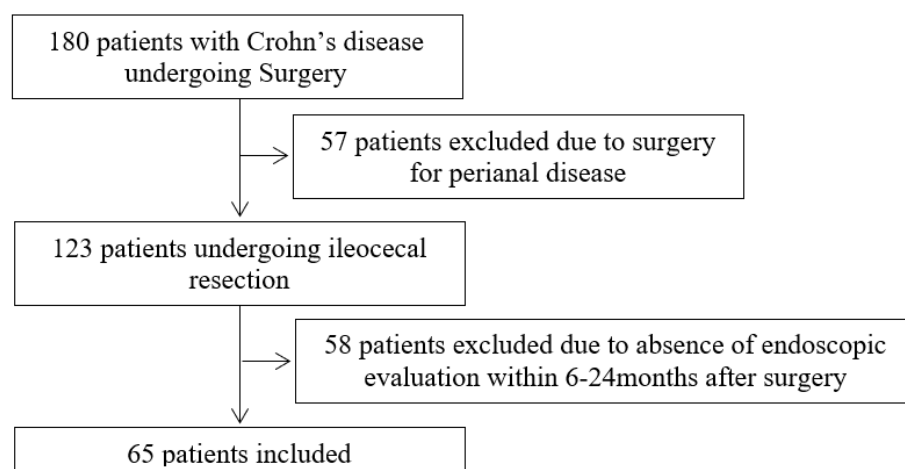 180 patients with Crohn’s disease
undergoing Surgery
57 patients excluded due to surgery
for perianal disease
123 patients undergoing ileocecal
resection
58 patients excluded due to absence of endoscopic
evaluation within 6-24months after surgery
65 patients included